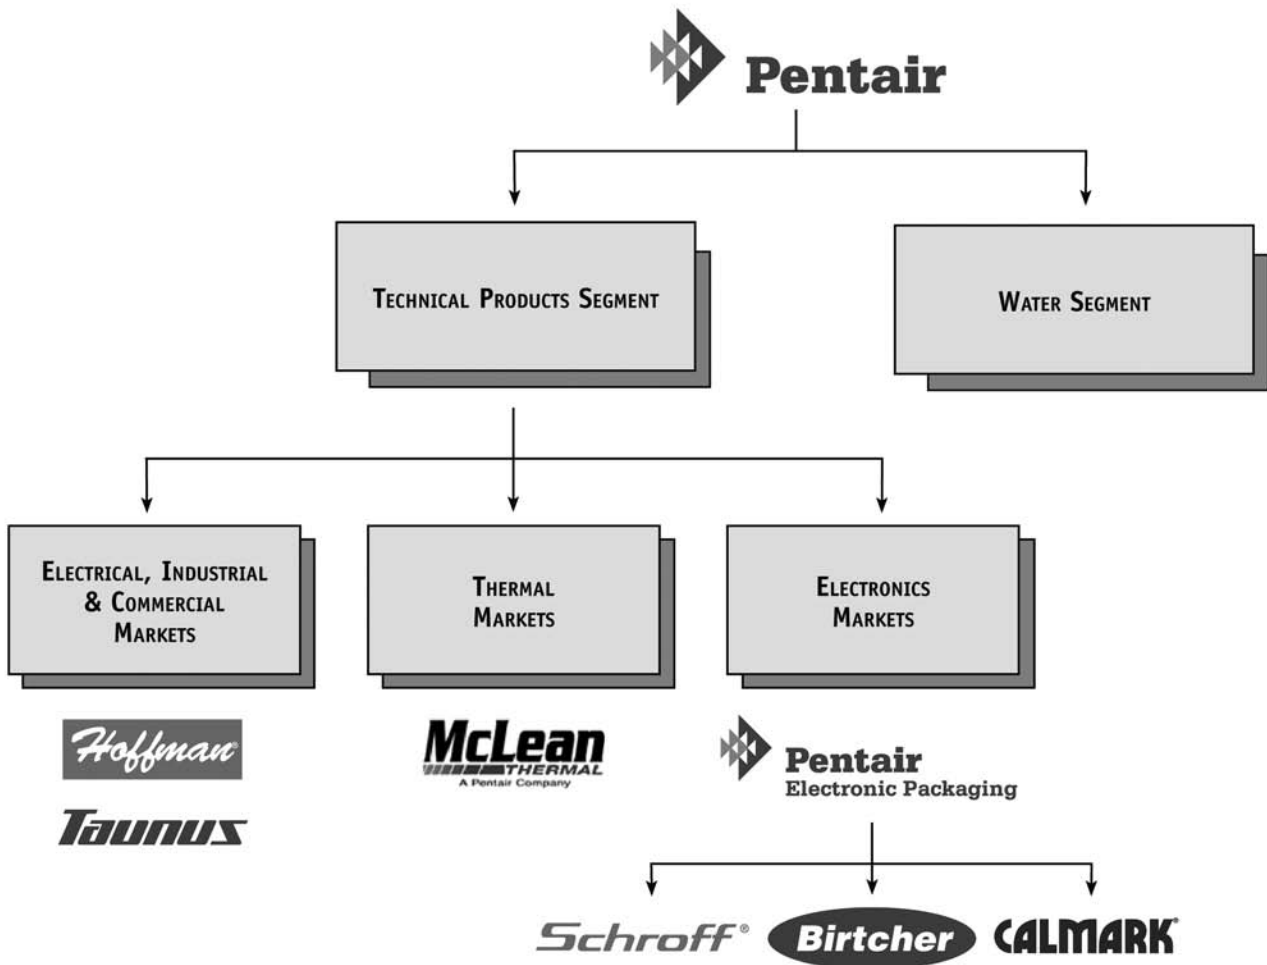 Pentair
TECHNICAL PRODUCTS SEGMENT
WATER SEGMENT
ELECTRICAL, INDUSTRIAL
& COMMERCIAL
MARKETS
THERMAL
MARKETS
ELECTRONICS
MARKETS
Hoffman®
Taunus
McLean
THERMAL
A Pentair Company
Pentair
Electronic Packaging
Schroff®
Birtcher
CALMARK®